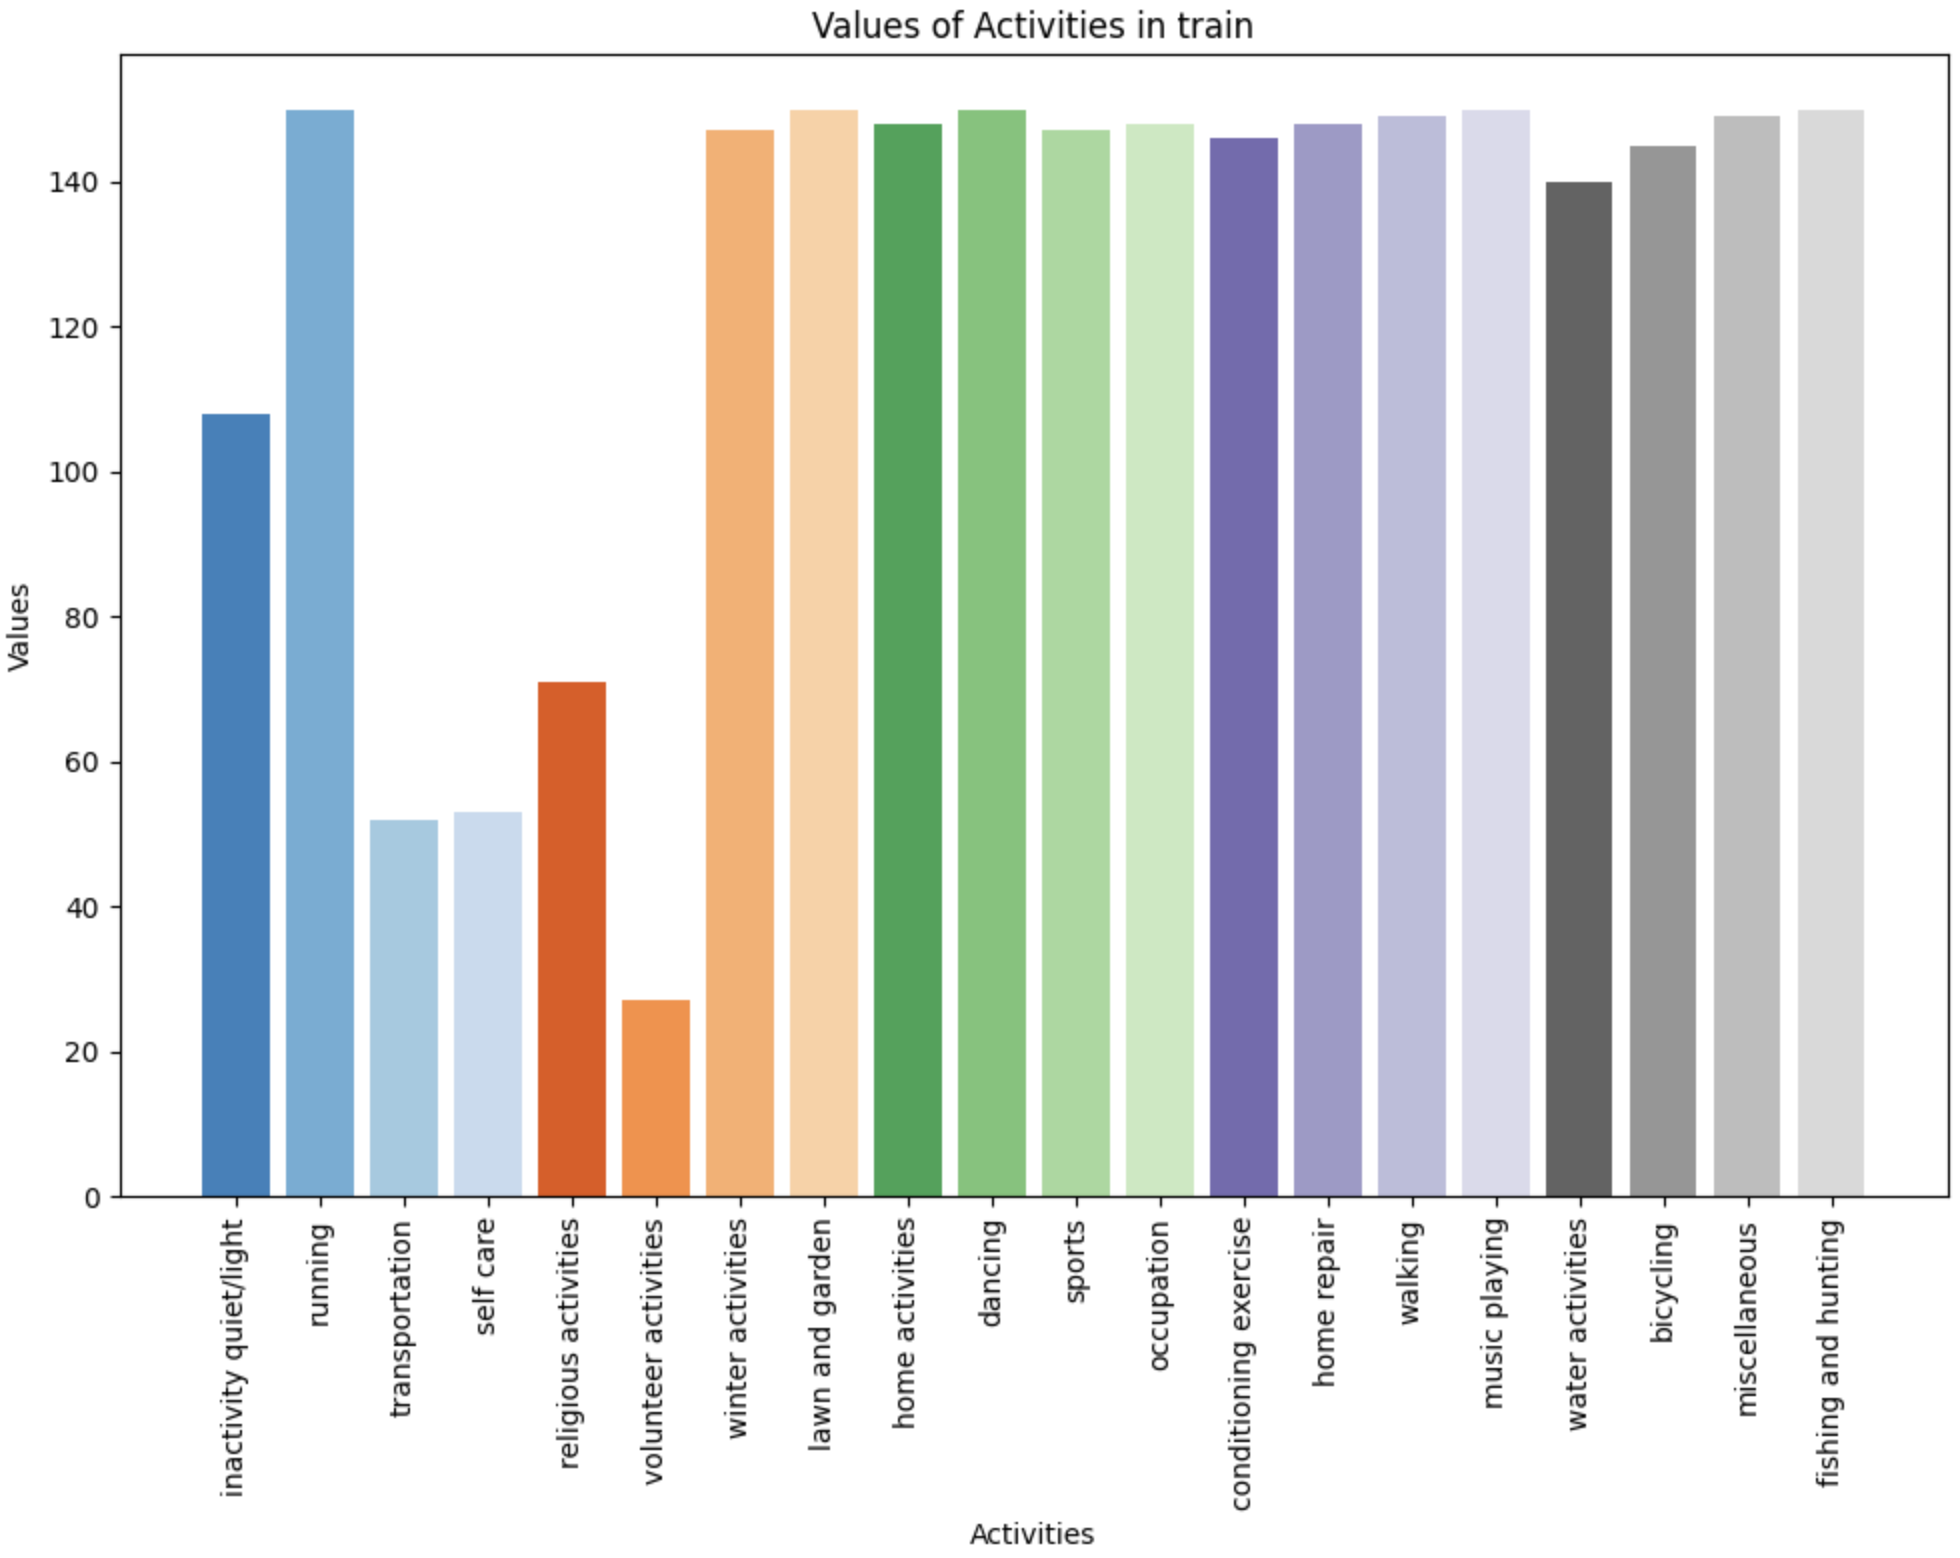 Values of Activities in train
Values
140
120
100
80
60
40
20
0
inactivity quiet/light
running
transportation
self care
religious activities
volunteer activities
winter activities
lawn and garden
home activities
dancing
sports
occupation
conditioning exercise
home repair
walking
music playing
water activities
bicycling
miscellaneous
fishing and hunting
Activities